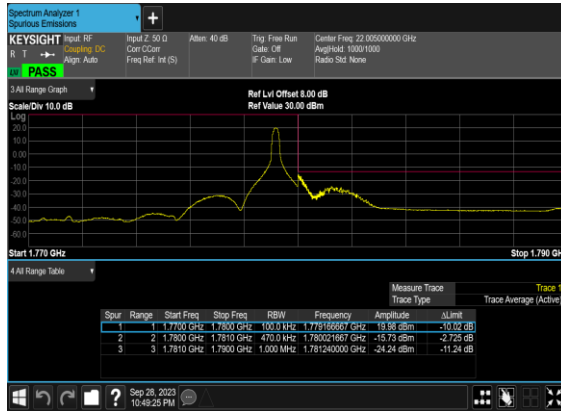 Spectrum Analyzer 1
Spurious Emissions
KEYSIGHT
R T
PASS
Input: RF
Coupling: DC
Align: Auto
Input Z: 50 Ω
Corr CCorr
Freq Ref: Int (S)
Atten: 40 dB
Trig: Free Run
Gate: Off
IF Gain: Low
Center Freq: 22.005000000 GHz
Avg|Hold: 1000/1000
Radio Std: None
3 All Range Graph
Scale/Div 10.0 dB
Ref Lvl Offset 8.00 dB
Ref Value 30.00 dBm
Log
20.0
10.0
0.00
-10.0
-20.0
-30.0
-40.0
-50.0
-60.0
Start 1.770 GHz
Stop 1.790 GH
4 All Range Table
Measure Trace Trace 1
Trace Type Trace Average (Active)
Spur Range Start Freq Stop Freq RBW Frequency Amplitude ΔLimit
1 1 1.7700 GHz 1.7800 GHz 100.0 kHz 1.779166667 GHz 19.98 dBm -10.02 dB
2 2 1.7800 GHz 1.7810 GHz 470.0 kHz 1.780021667 GHz -15.73 dBm -2.725 dB
3 3 1.7810 GHz 1.7900 GHz 1.000 MHz 1.781240000 GHz -24.24 dBm -11.24 dB
?
Sep 28, 2023
10:49:25 PM